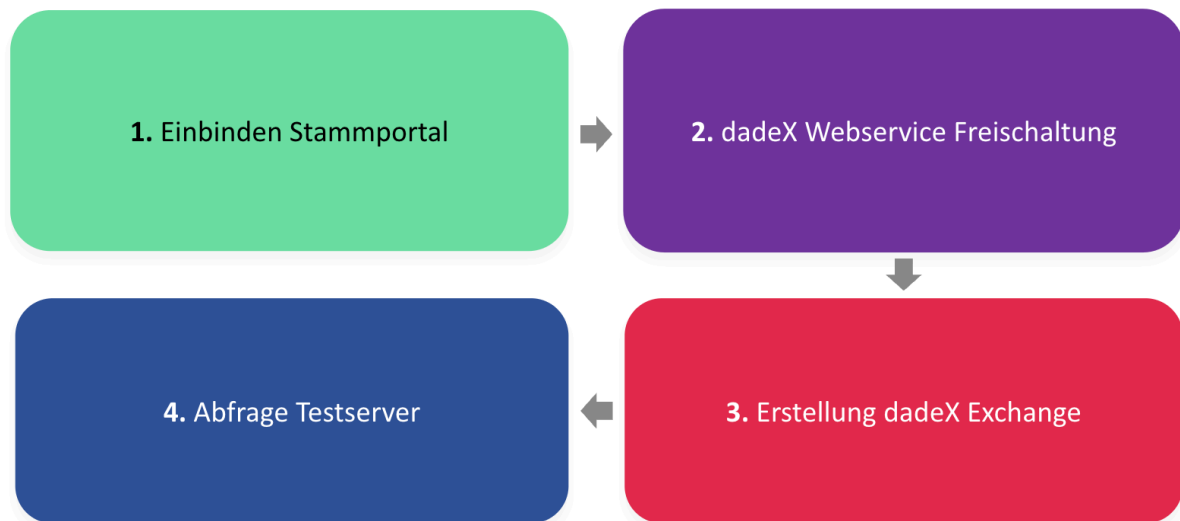 1. Einbinden Stammportal
2. dadeX Webservice Freischaltung
3. Erstellung dadeX Exchange
4. Abfrage Testserver